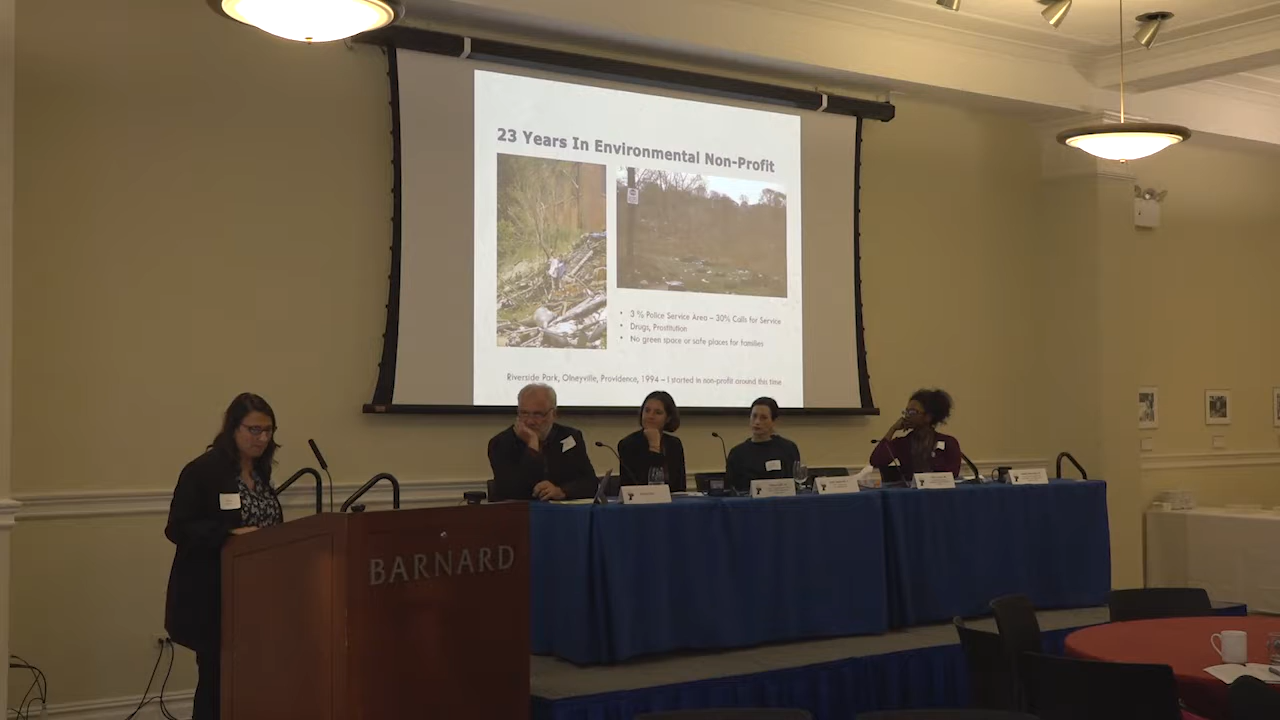 23 Years In Environmental Non-Profit
• 3 % Police Service Area – 30% Calls for Service
• Drugs, Prostitution
• No green space or safe places for families
Riverside Park, Olneyville, Providence, 1994 – I started in non-profit around this time
BARNARD